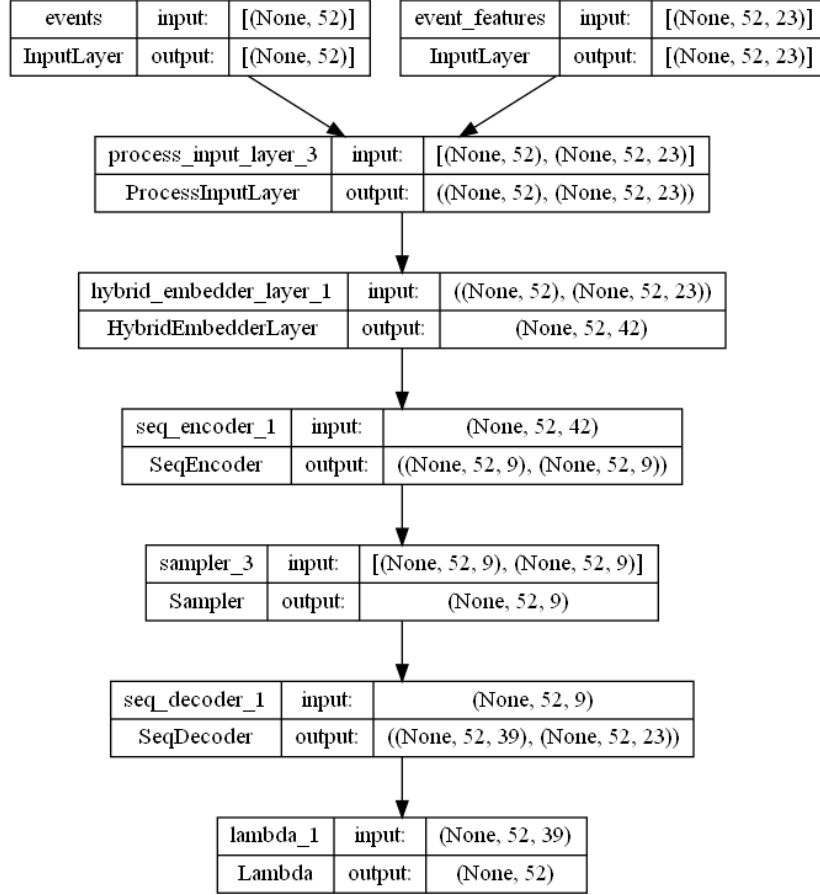 events input: [(None, 52)]
InputLayer output: [(None, 52)]
event_features input: [(None, 52, 23)]
InputLayer output: [(None, 52, 23)]
process_input_layer_3 input: [(None, 52), (None, 52, 23)]
ProcessInputLayer output: ((None, 52), (None, 52, 23))
hybrid_embedder_layer_1 input: ((None, 52), (None, 52, 23))
HybridEmbedderLayer output: (None, 52, 42)
seq_encoder_1 input: (None, 52, 42)
SeqEncoder output: ((None, 52, 9), (None, 52, 9))
sampler_3 input: [(None, 52, 9), (None, 52, 9)]
Sampler output: (None, 52, 9)
seq_decoder_1 input: (None, 52, 9)
SeqDecoder output: ((None, 52, 39), (None, 52, 23))
lambda_1 input: (None, 52, 39)
Lambda output: (None, 52)